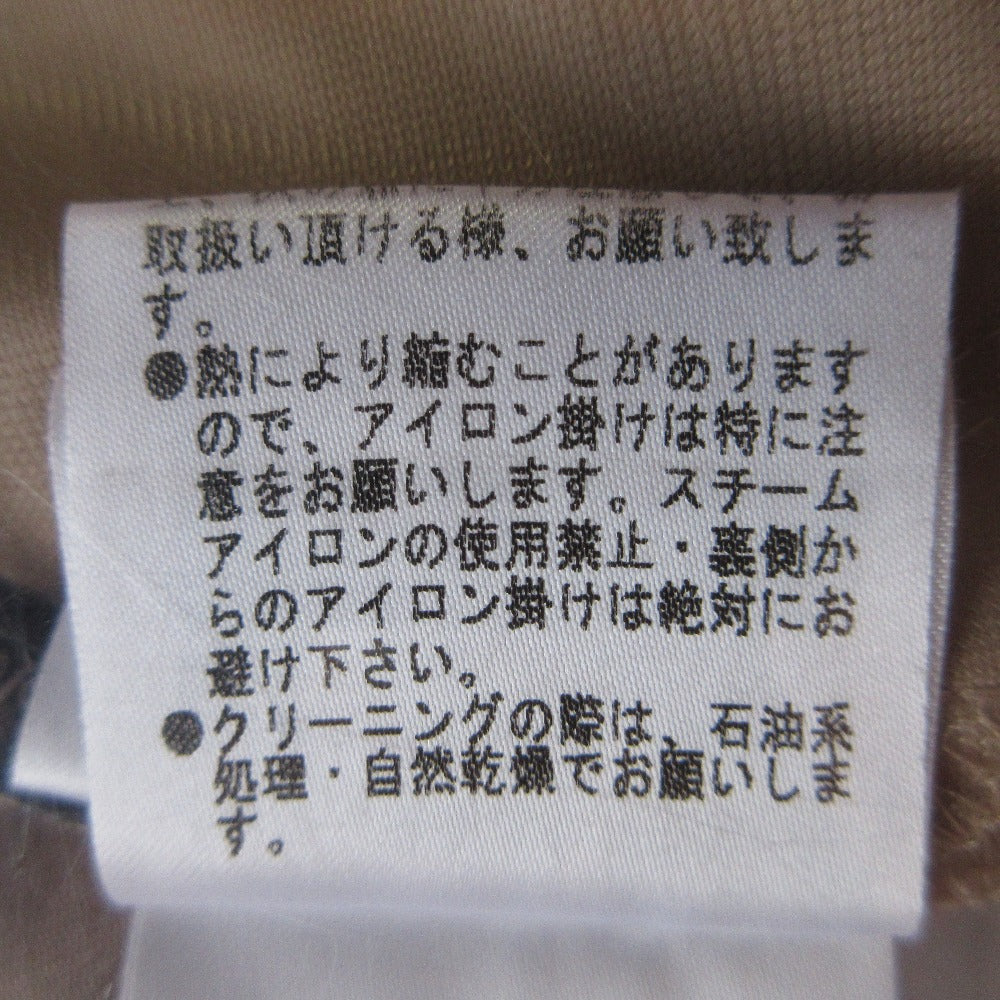 取扱い頂ける様、お願い致しま
す。
●熱により縮むことがあります
ので、アイロン掛けは特に注
意をお願いします。スチーム
アイロンの使用禁止・裏側か
らのアイロン掛けは絶対にお
避け下さい。
●クリーニングの際は、石油系
処理・自然乾燥でお願いしま
す。